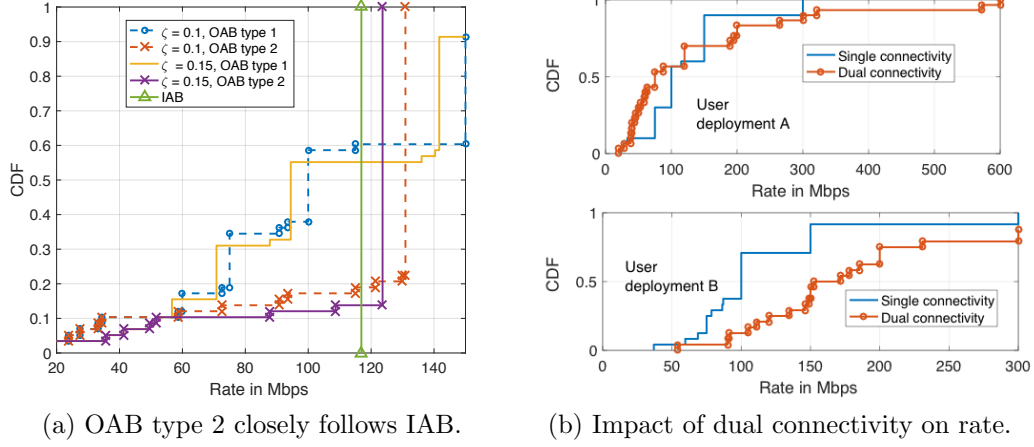 1
0.9
0.8
0.7
0.6
0.5
0.4
0.3
0.2
0.1
0
CDF
ζ = 0.1, OAB type 1
ζ = 0.1, OAB type 2
ζ = 0.15, OAB type 1
ζ = 0.15, OAB type 2
IAB
20 40 60 80 100 120 140
Rate in Mbps
(a) OAB type 2 closely follows IAB.
1
0.5
0
CDF
Single connectivity
Dual connectivity
User
deployment A
0 100 200 300 400 500 600
Rate in Mbps
1
0.5
0
CDF
User
deployment B
Single connectivity
Dual connectivity
0 50 100 150 200 250 300
Rate in Mbps
(b) Impact of dual connectivity on rate.